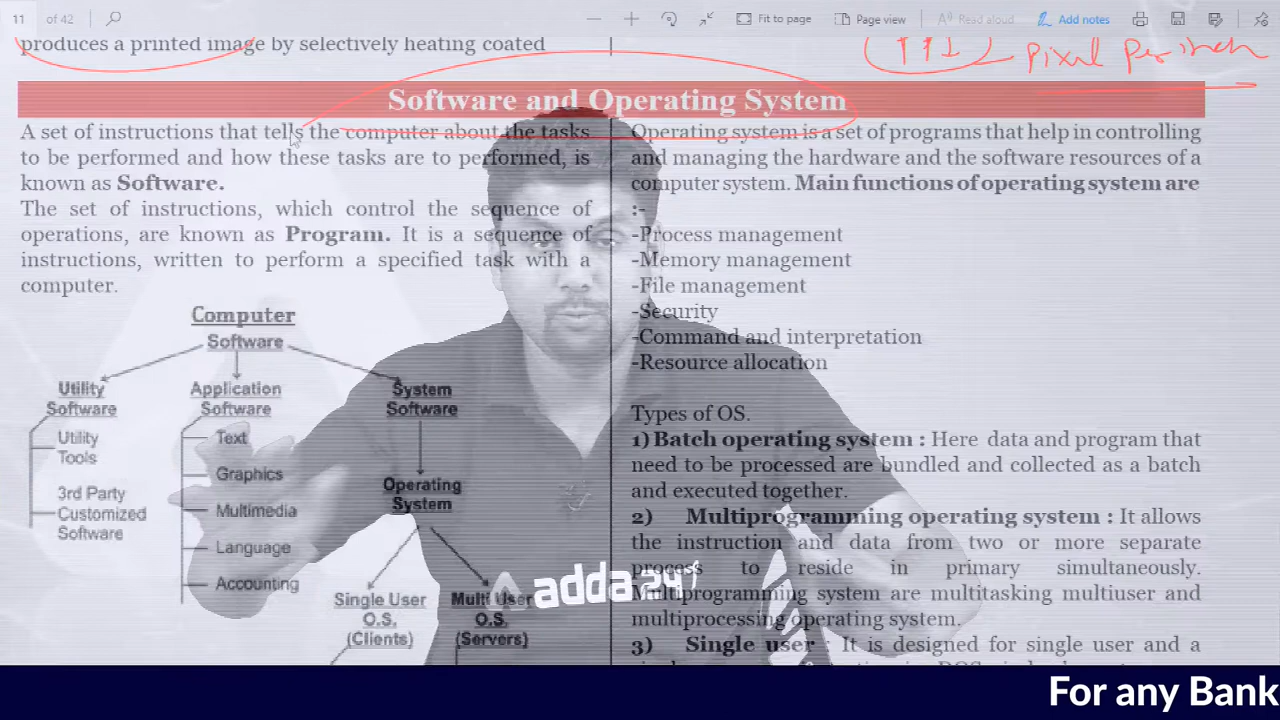 11 of 42
Fit to page
Page view
Read aloud
Add notes
produces a printed image by selectively heating coated
(PPI) pixel per inch
Software and Operating System
A set of instructions that tells the computer about the tasks
to be performed and how these tasks are to performed, is
known as Software.
The set of instructions, which control the sequence of
operations, are known as Program. It is a sequence of
instructions, written to perform a specified task with a
computer.
Computer
Software
Utility
Software
Utility
Tools
3rd Party
Customized
Software
Application
Software
Text
Graphics
Multimedia
Language
Accounting
System
Software
Operating
System
Single User
O.S.
(Clients)
Multi User
O.S.
(Servers)
Operating system is a set of programs that help in controlling
and managing the hardware and the software resources of a
computer system. Main functions of operating system are
:-
-Process management
-Memory management
-File management
-Security
-Command and interpretation
-Resource allocation
Types of OS.
1) Batch operating system : Here data and program that
need to be processed are bundled and collected as a batch
and executed together.
2) Multiprogramming operating system : It allows
the instruction and data from two or more separate
process to reside in primary simultaneously.
Multiprogramming system are multitasking multiuser and
multiprocessing operating system.
3) Single user : It is designed for single user and a
adda247
For any Bank